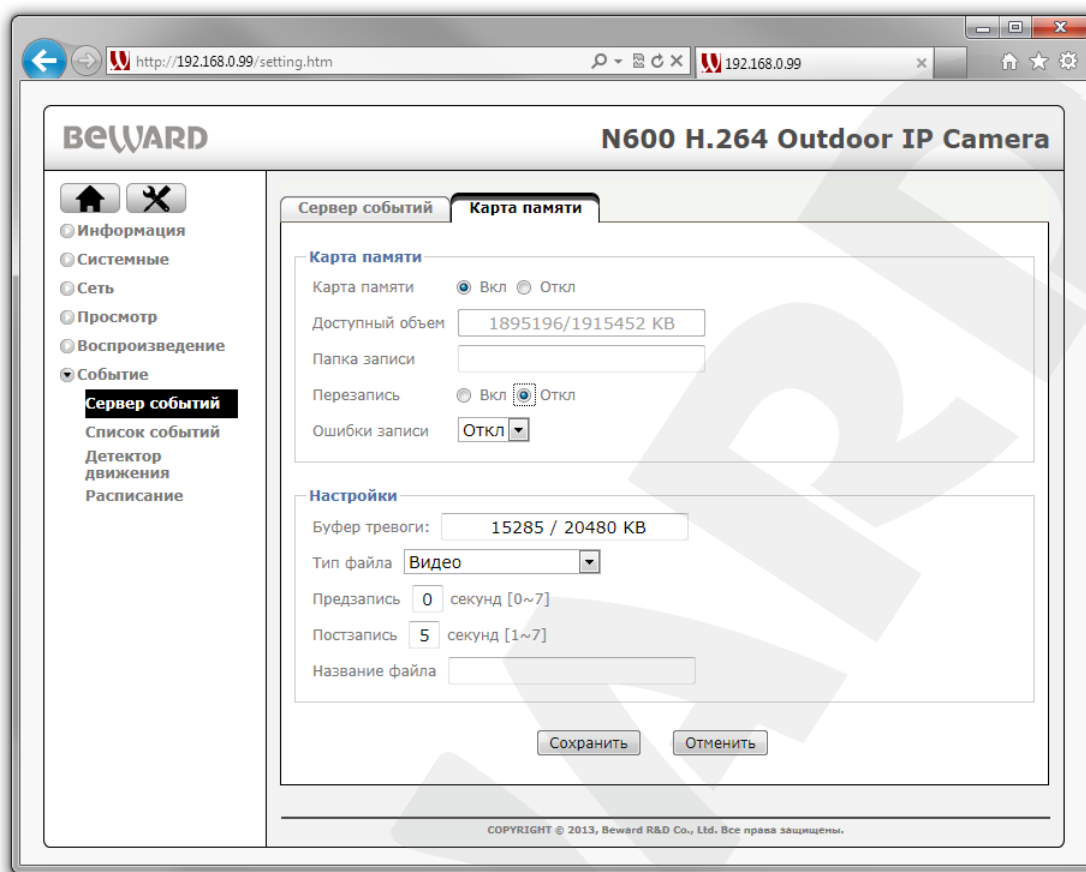 http://192.168.0.99/setting.htm
192.168.0.99
BEWARD
N600 H.264 Outdoor IP Camera
Информация
Системные
Сеть
Просмотр
Воспроизведение
Событие
Сервер событий
Список событий
Детектор
движения
Расписание
Сервер событий
Карта памяти
Карта памяти
Карта памяти Вкл Откл
Доступный объем 1895196/1915452 KB
Папка записи
Перезапись Вкл Откл
Ошибки записи Откл
Настройки
Буфер тревоги: 15285 / 20480 KB
Тип файла Видео
Предзапись 0 секунд [0~7]
Постзапись 5 секунд [1~7]
Название файла
Сохранить
Отменить
COPYRIGHT © 2013, Beward R&D Co., Ltd. Все права защищены.